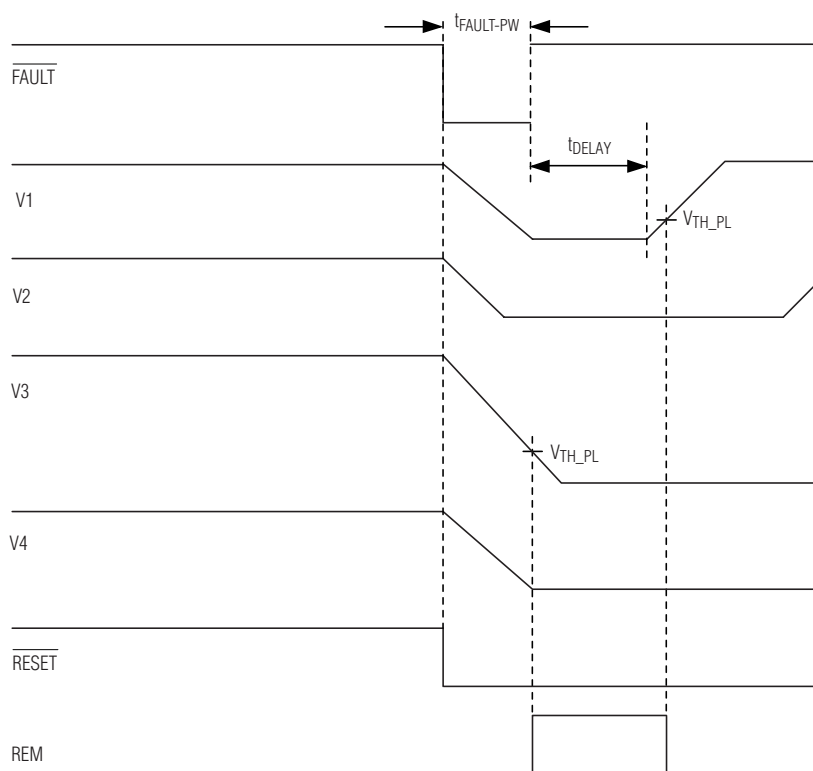 tFAULT-PW
FAULT
tDELAY
V1
VTH_PL
V2
V3
VTH_PL
V4
RESET
REM